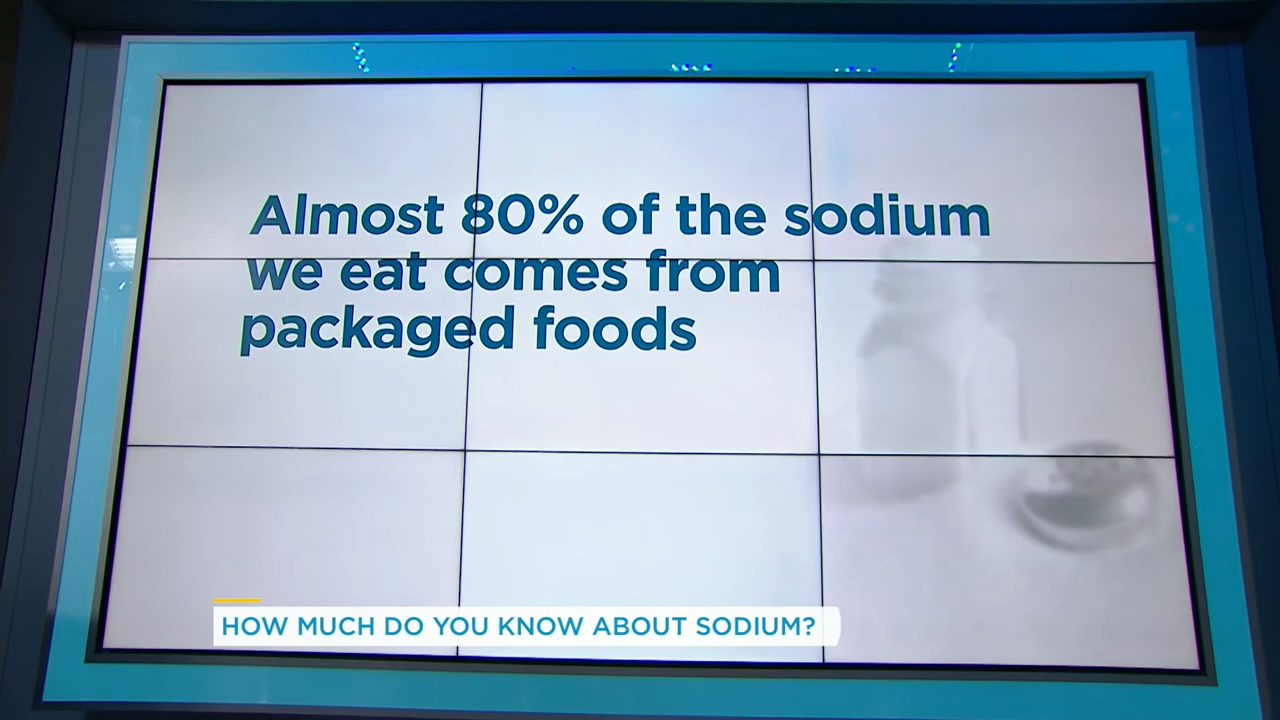 Almost 80% of the sodium
we eat comes from
packaged foods
HOW MUCH DO YOU KNOW ABOUT SODIUM?